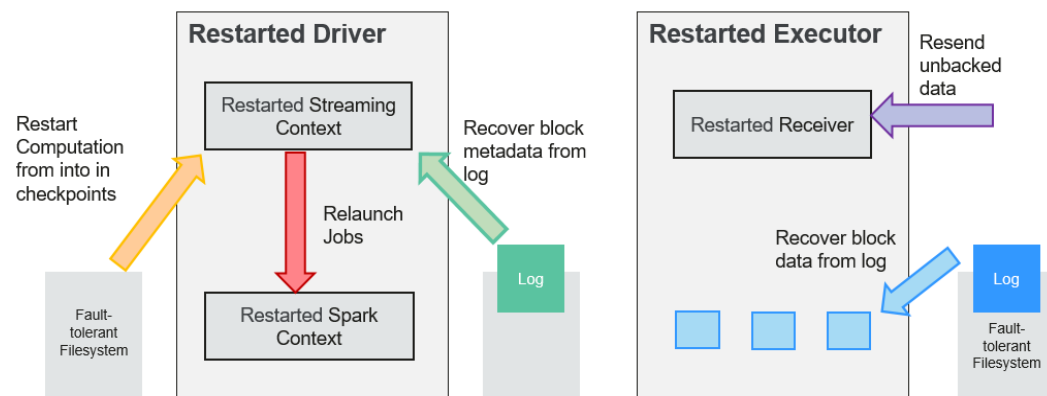 Restarted Driver
Restarted Streaming
Context
Restart
Computation
from into in
checkpoints
Recover block
metadata from
log
Relaunch
Jobs
Log
Fault-
tolerant
Filesystem
Restarted Spark
Context
Restarted Executor
Resend
unbacked
data
Restarted Receiver
Recover block
data from log
Log
Fault-
tolerant
Filesystem